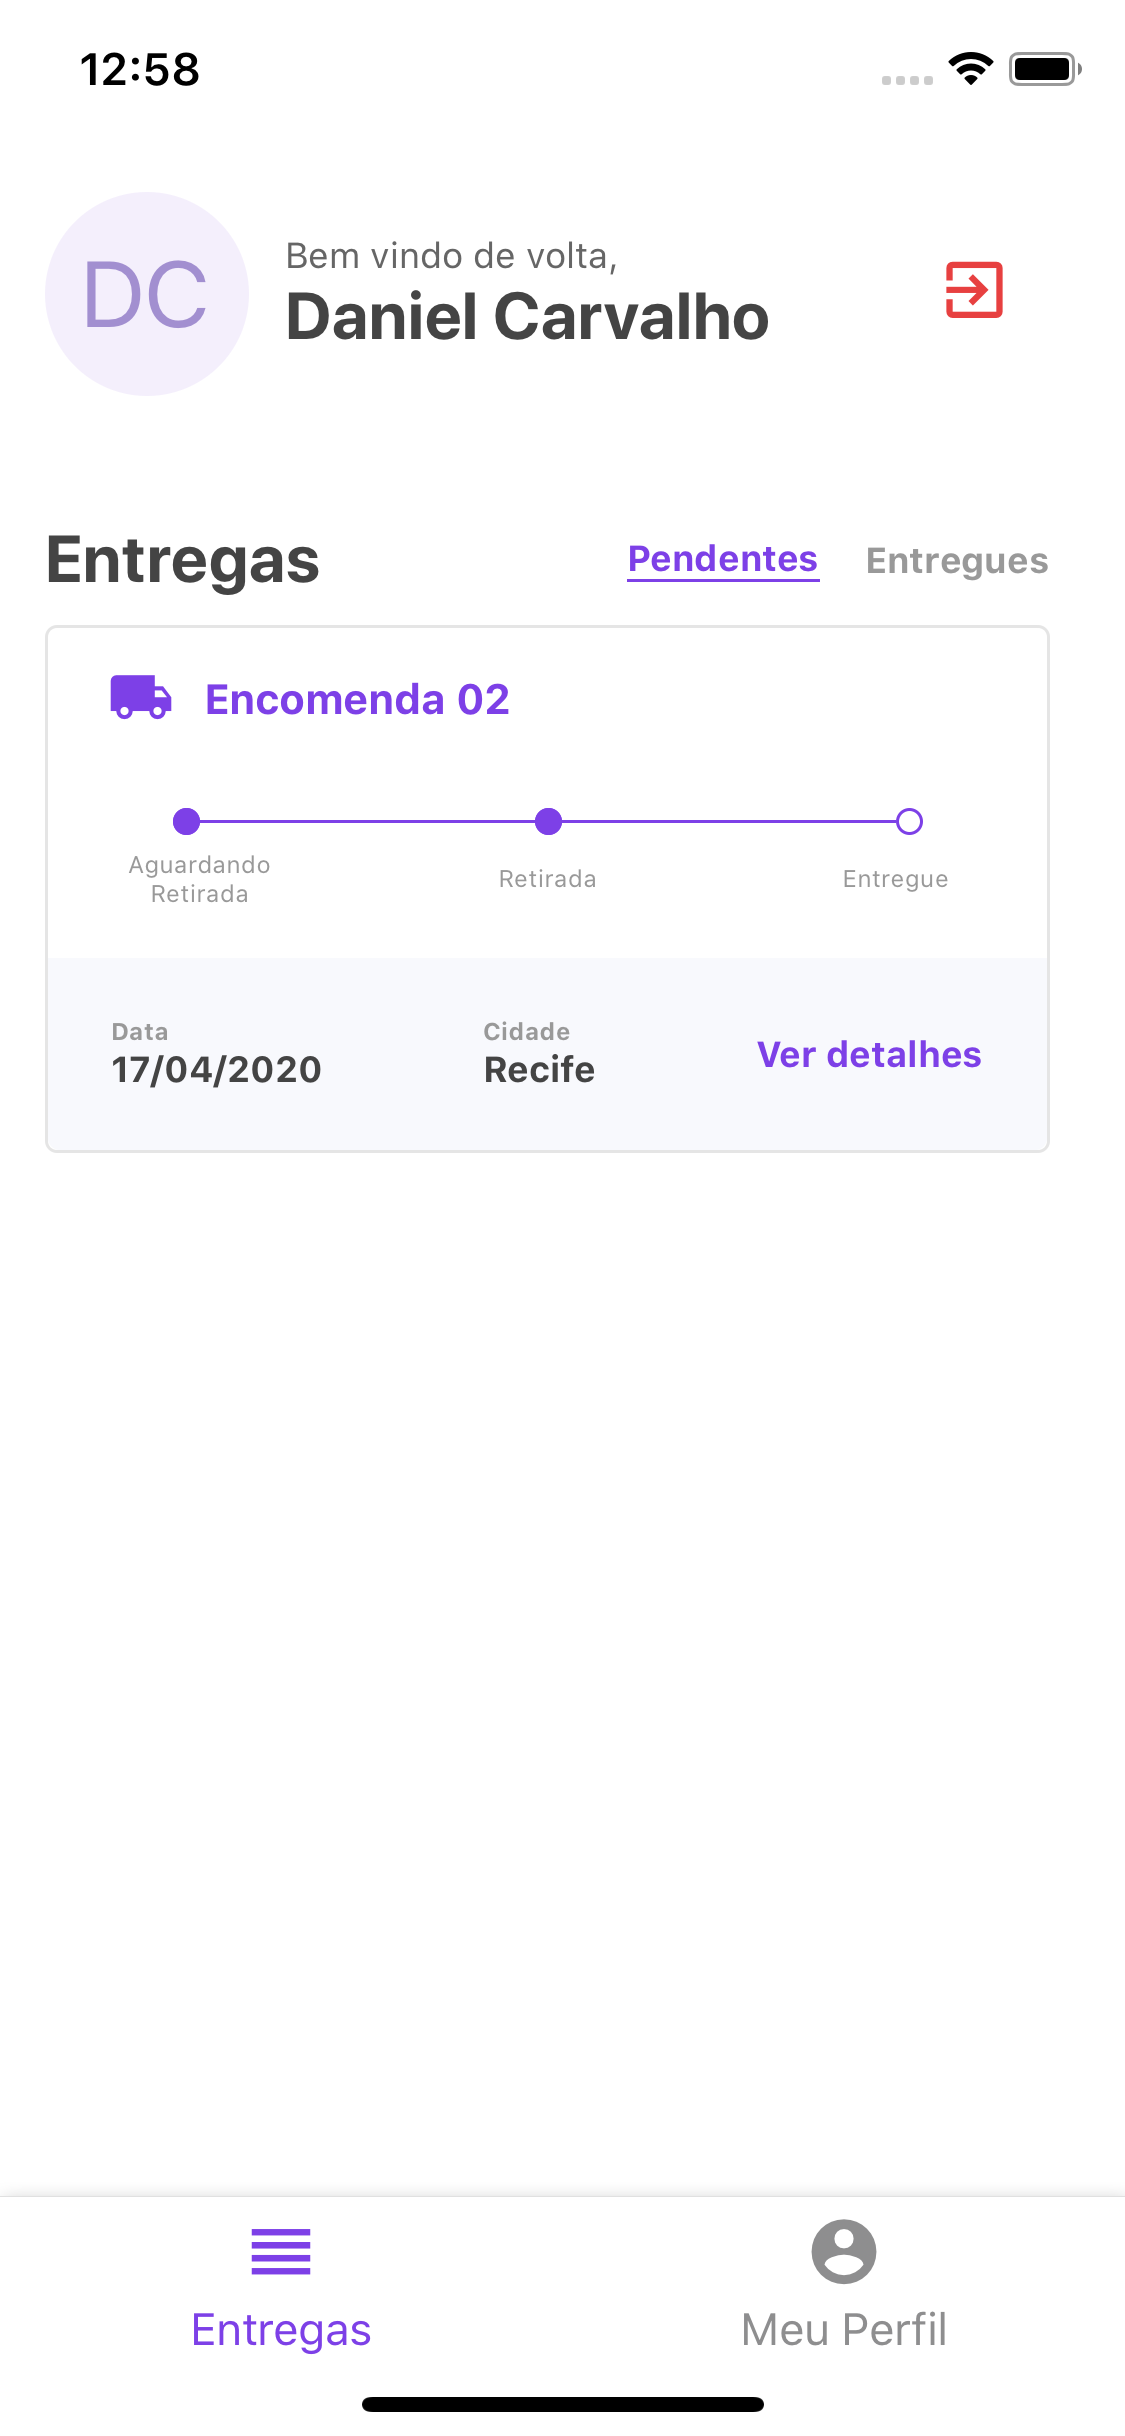 12:58
DC
Bem vindo de volta,
Daniel Carvalho
Entregas
Pendentes
Entregues
Encomenda 02
Aguardando
Retirada
Retirada
Entregue
Data
17/04/2020
Cidade
Recife
Ver detalhes
Entregas
Meu Perfil